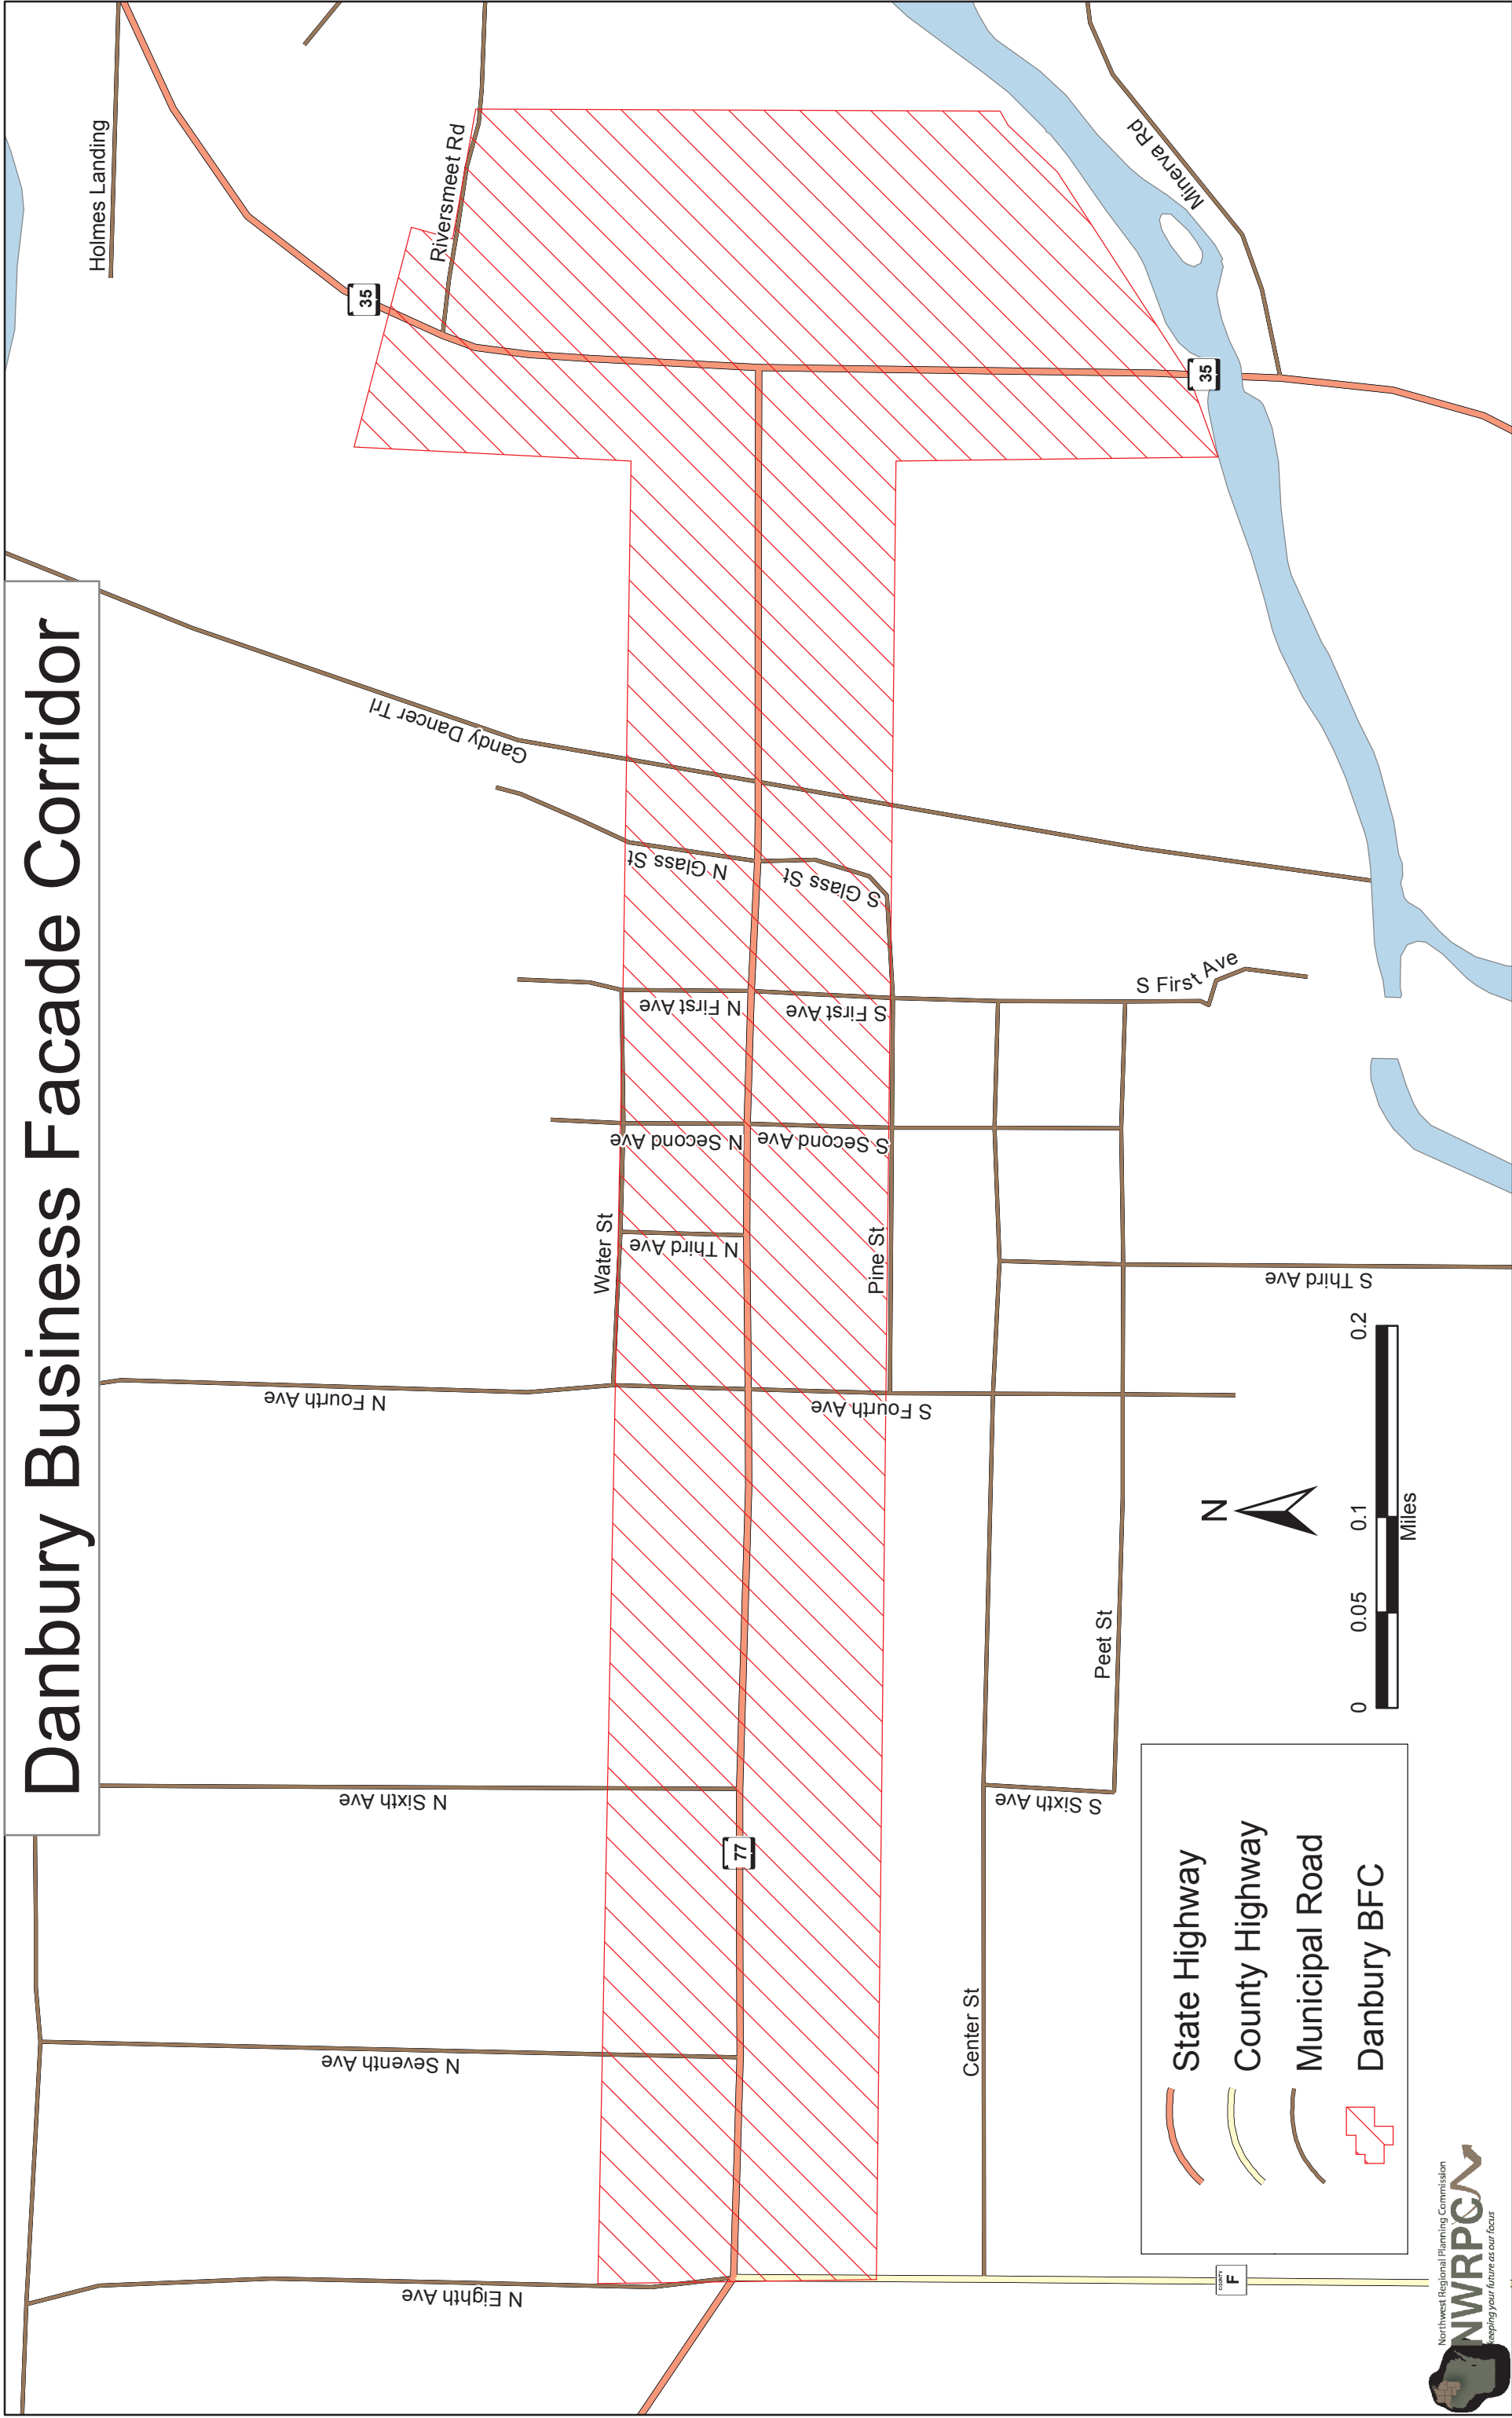 Danbury Business Facade Corridor
Holmes Landing
35
Riversmeet Rd
Minerva Rd
35
Gandy Dancer Trl
N Glass St
S Glass St
N First Ave
S First Ave
S First Ave
N Second Ave
S Second Ave
Water St
N Third Ave
Pine St
S Third Ave
N Fourth Ave
S Fourth Ave
N Sixth Ave
77
S Sixth Ave
Peet St
N Seventh Ave
Center St
N Eighth Ave
COUNTY
F
N
0 0.05 0.1 0.2
Miles
State Highway
County Highway
Municipal Road
Danbury BFC
Northwest Regional Planning Commission
NWRPC
keeping your future as our focus